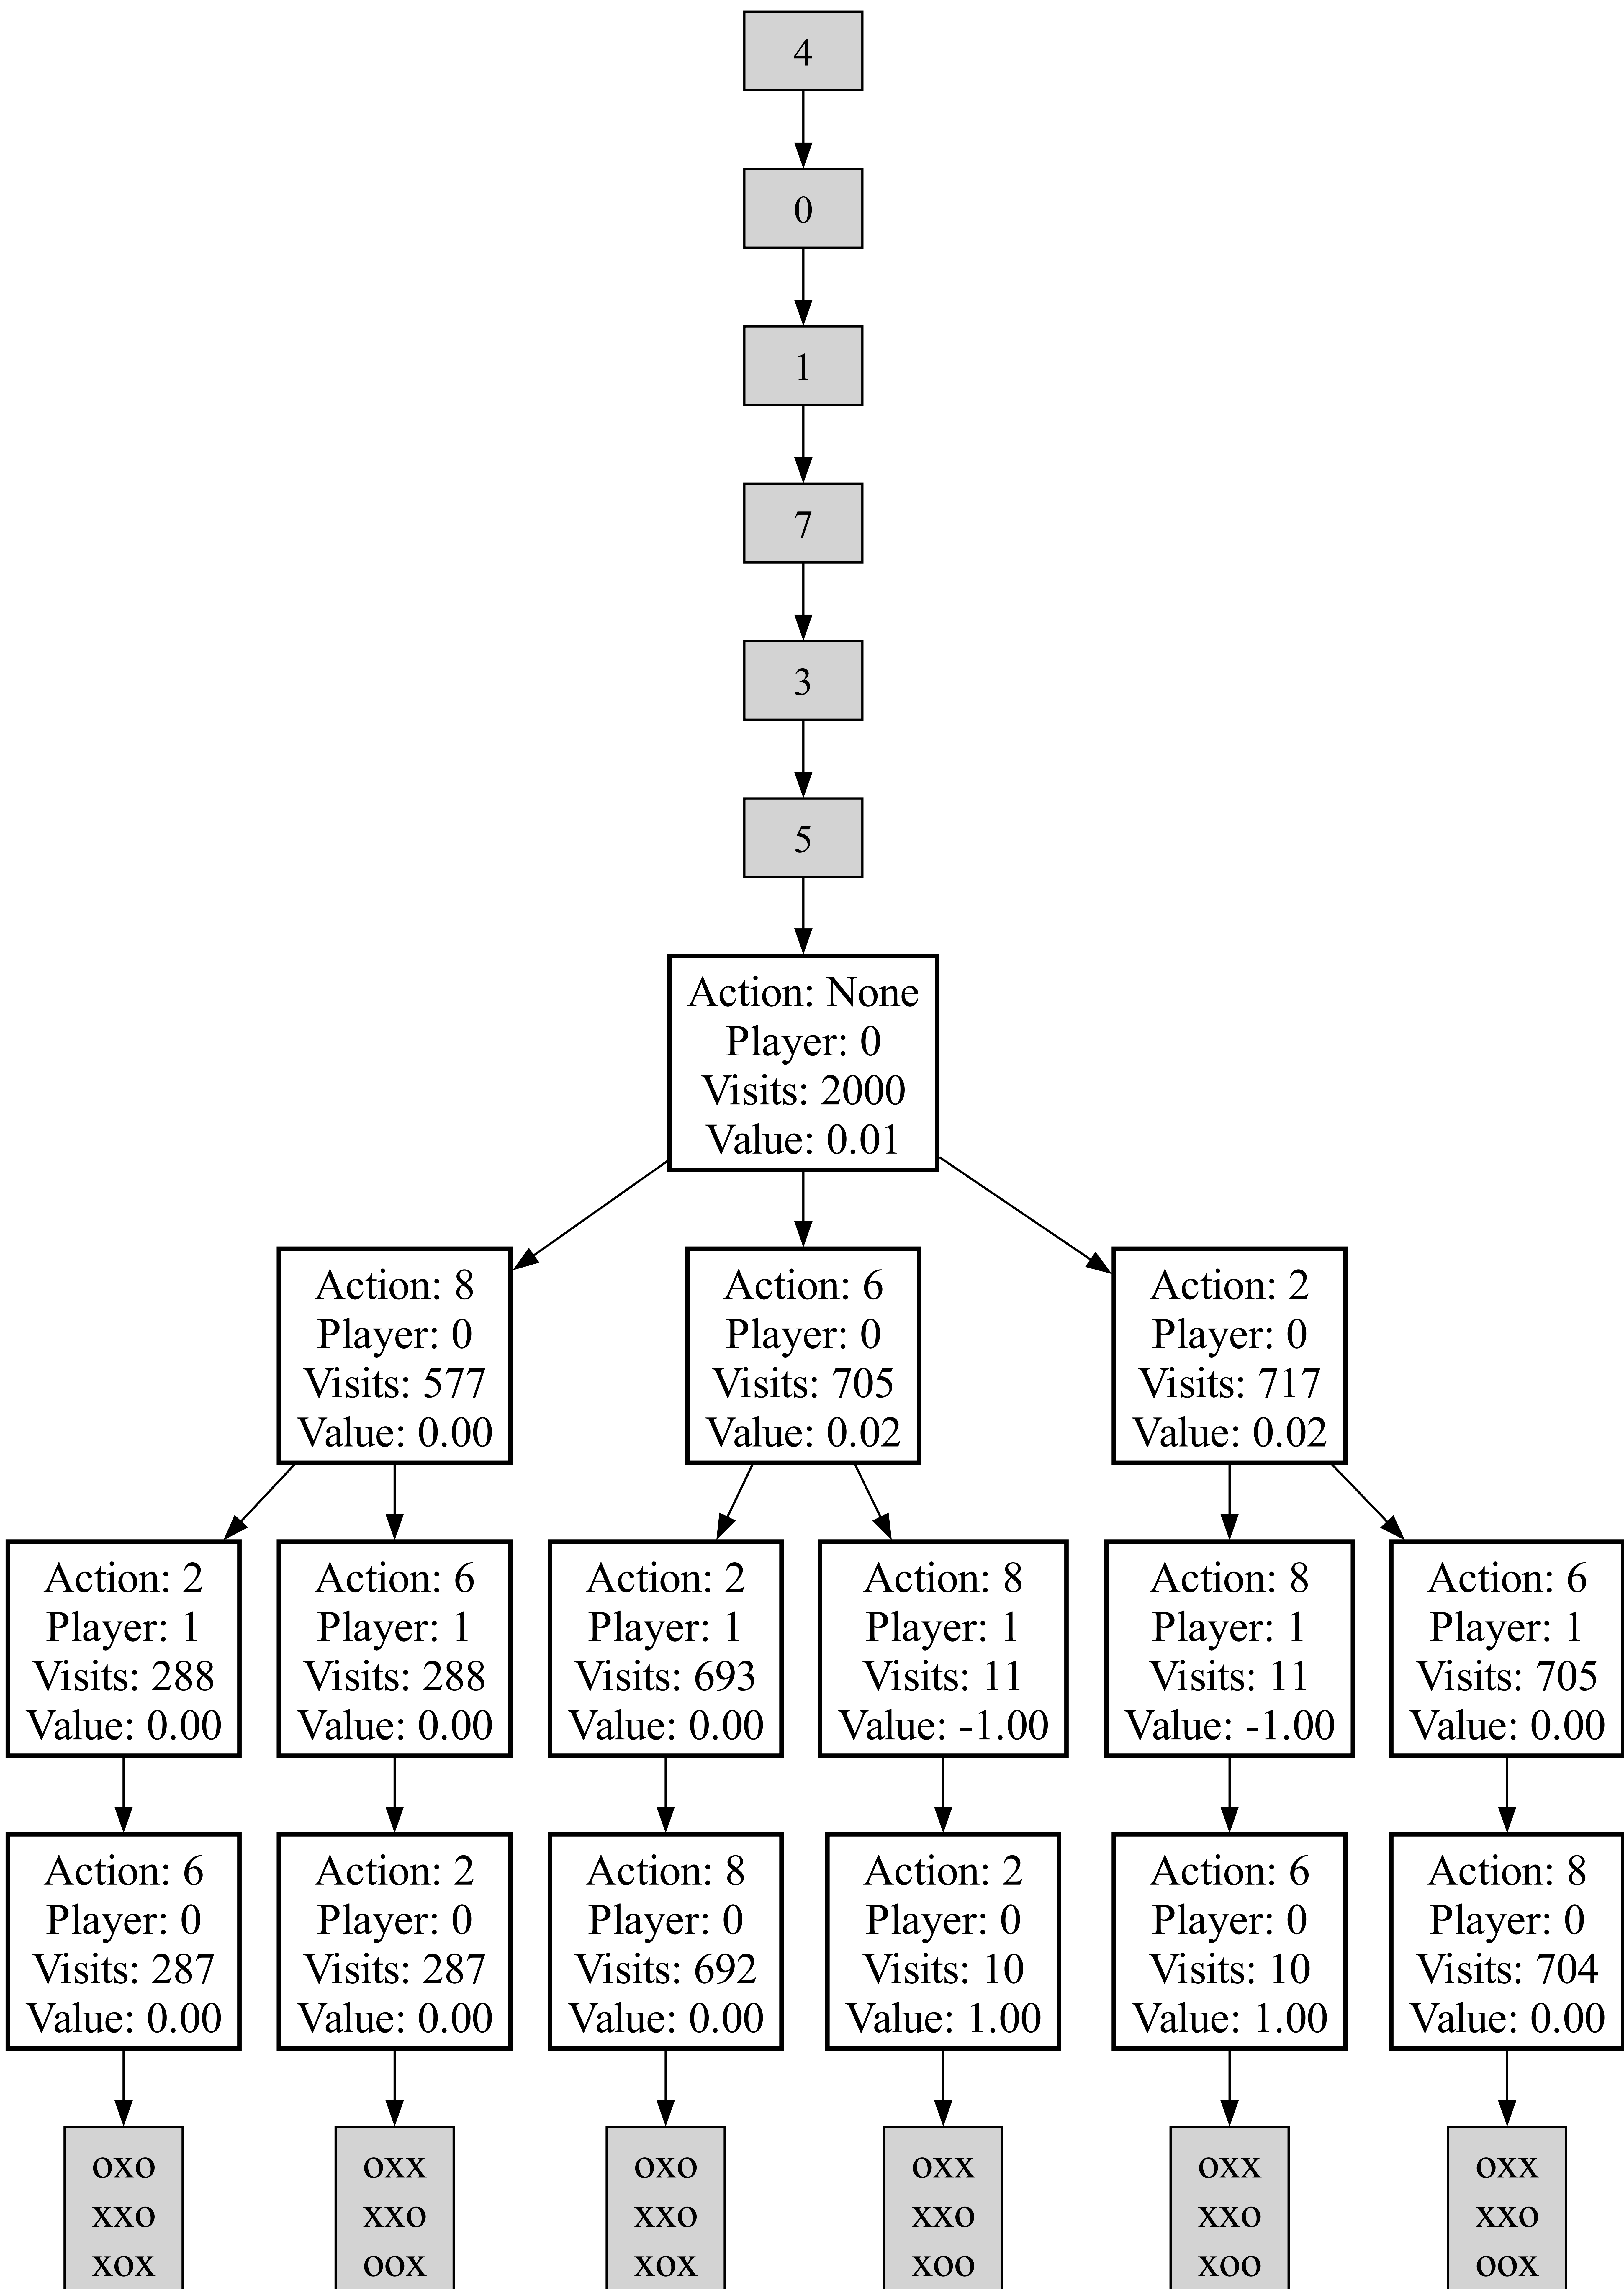 4
0
1
7
3
5
Action: None
Player: 0
Visits: 2000
Value: 0.01
Action: 8
Player: 0
Visits: 577
Value: 0.00
Action: 6
Player: 0
Visits: 705
Value: 0.02
Action: 2
Player: 0
Visits: 717
Value: 0.02
Action: 2
Player: 1
Visits: 288
Value: 0.00
Action: 6
Player: 1
Visits: 288
Value: 0.00
Action: 2
Player: 1
Visits: 693
Value: 0.00
Action: 8
Player: 1
Visits: 11
Value: -1.00
Action: 8
Player: 1
Visits: 11
Value: -1.00
Action: 6
Player: 1
Visits: 705
Value: 0.00
Action: 6
Player: 0
Visits: 287
Value: 0.00
Action: 2
Player: 0
Visits: 287
Value: 0.00
Action: 8
Player: 0
Visits: 692
Value: 0.00
Action: 2
Player: 0
Visits: 10
Value: 1.00
Action: 6
Player: 0
Visits: 10
Value: 1.00
Action: 8
Player: 0
Visits: 704
Value: 0.00
oxo
xxo
xox
oxx
xxo
oox
oxo
xxo
xox
oxx
xxo
xoo
oxx
xxo
xoo
oxx
xxo
oox